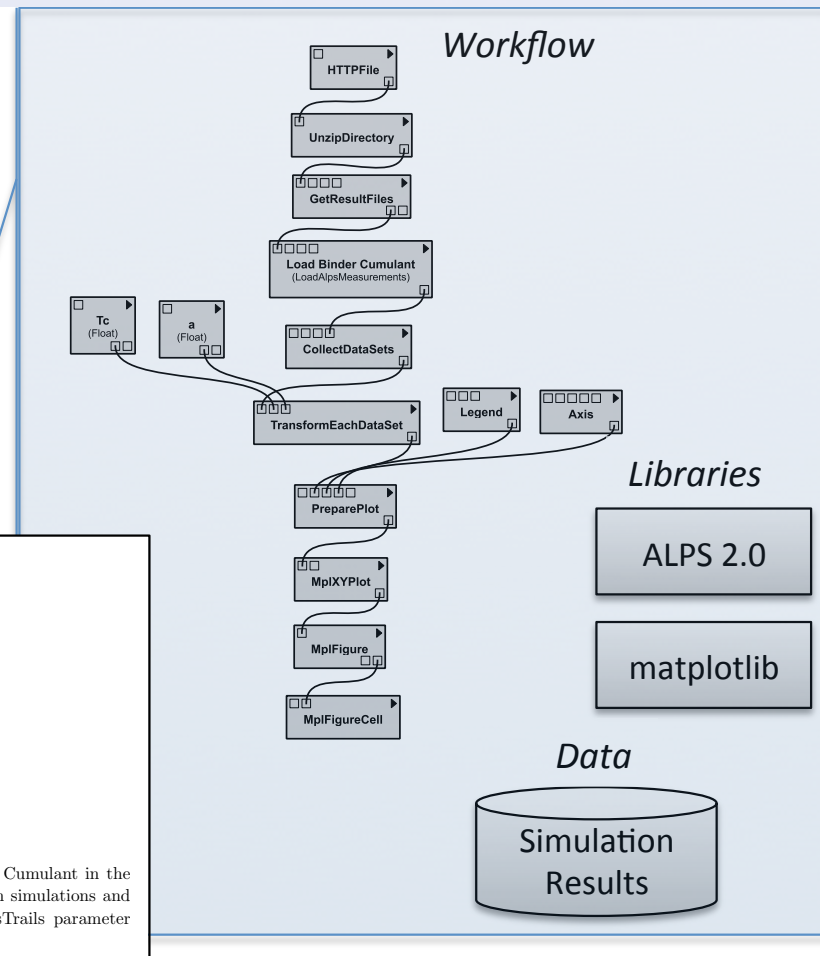 Workflow
HTTPFile
UnzipDirectory
GetResultFiles
Load Binder Cumulant
(LoadAlpsMeasurements)
Tc
(Float)
a
(Float)
CollectDataSets
TransformEachDataSet
Legend
Axis
PreparePlot
MplXYPlot
MplFigure
MplFigureCell
Libraries
ALPS 2.0
matplotlib
Data
Simulation
Results
Cumulant in the
simulations and
parameter